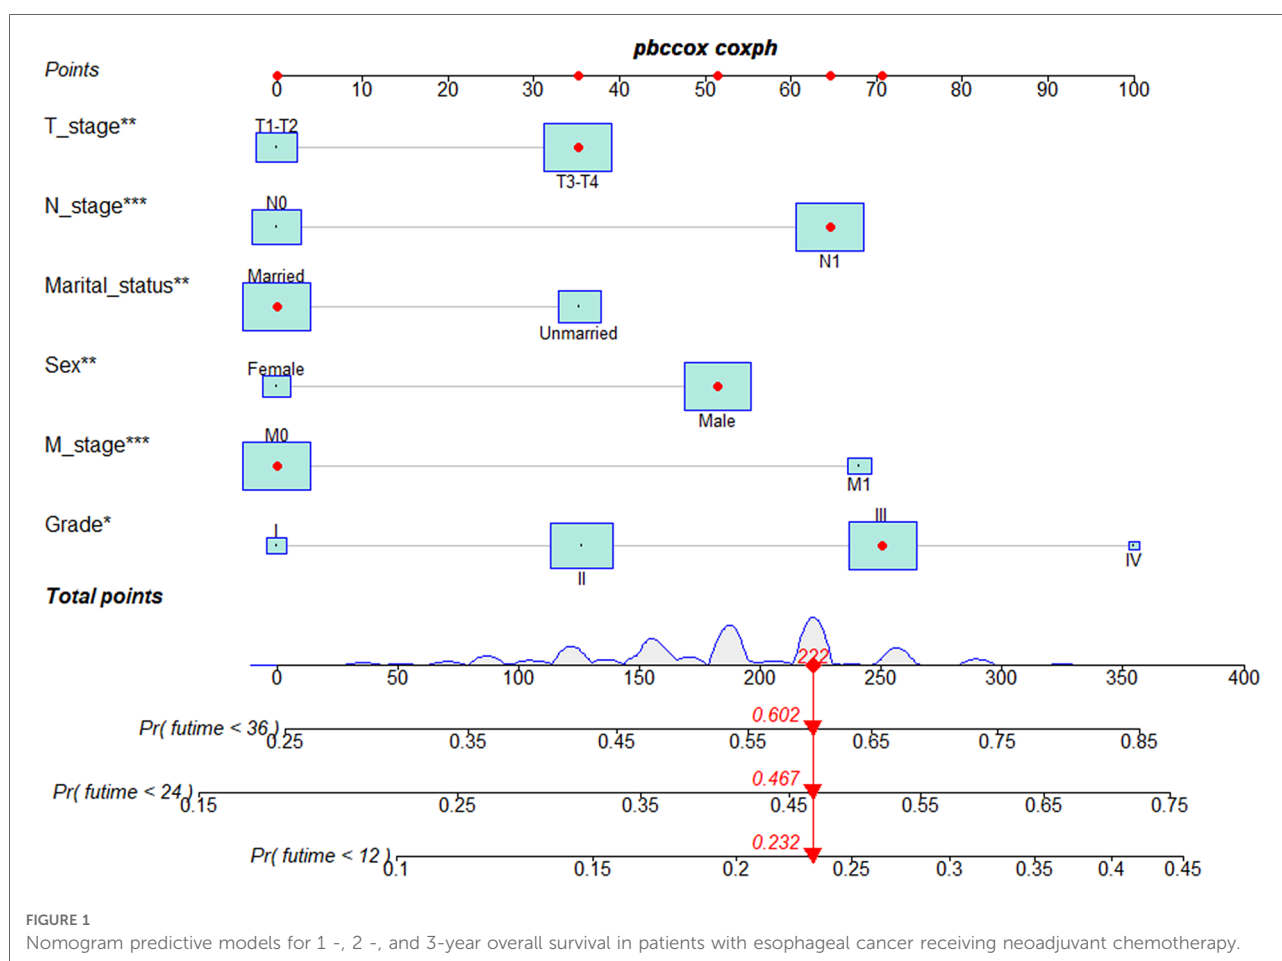 pbccox coxph
Points
0 10 20 30 40 50 60 70 80 90 100
T_stage**
T1-T2
T3-T4
N_stage***
N0
N1
Marital_status**
Married
Unmarried
Sex**
Female
Male
M_stage***
M0
M1
Grade*
I
II
III
IV
Total points
222
0 50 100 150 200 250 300 350 400
0.602
Pr( futime < 36 )
0.25 0.35 0.45 0.55 0.65 0.75 0.85
0.467
Pr( futime < 24 )
0.15 0.25 0.35 0.45 0.55 0.65 0.75
0.232
Pr( futime < 12 )
0.1 0.15 0.2 0.25 0.3 0.35 0.4 0.45
FIGURE 1
Nomogram predictive models for 1 -, 2 -, and 3-year overall survival in patients with esophageal cancer receiving neoadjuvant chemotherapy.